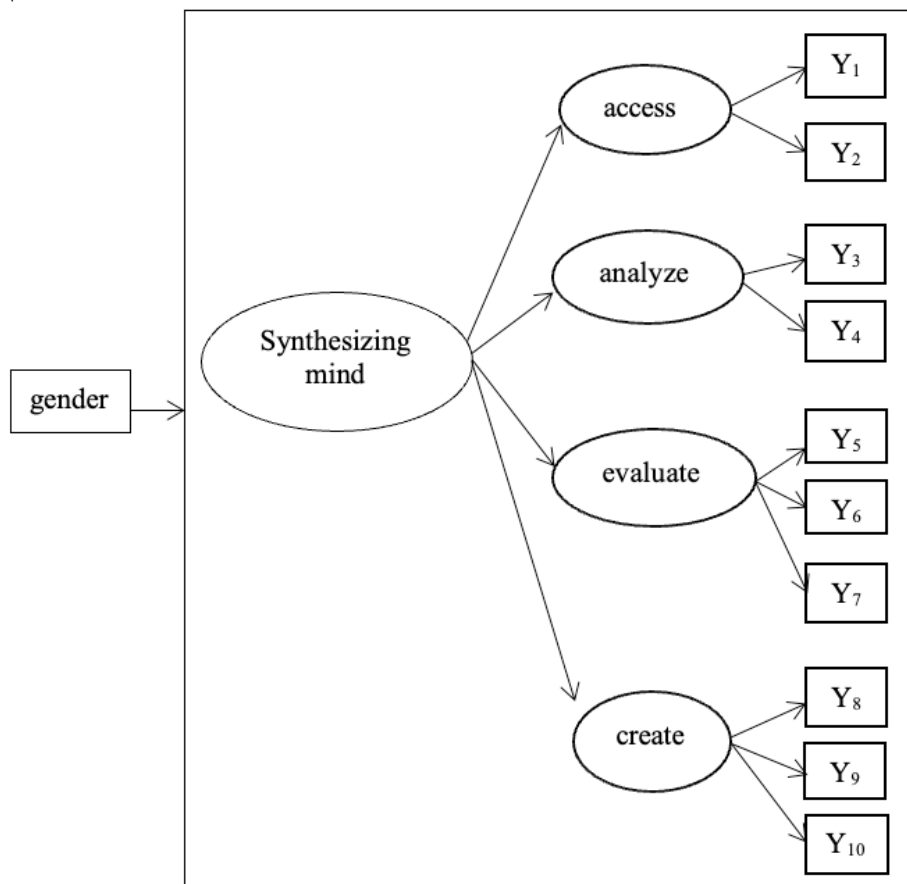 gender
Synthesizing
mind
access
analyze
evaluate
create
Y₁
Y₂
Y₃
Y₄
Y₅
Y₆
Y₇
Y₈
Y₉
Y₁₀